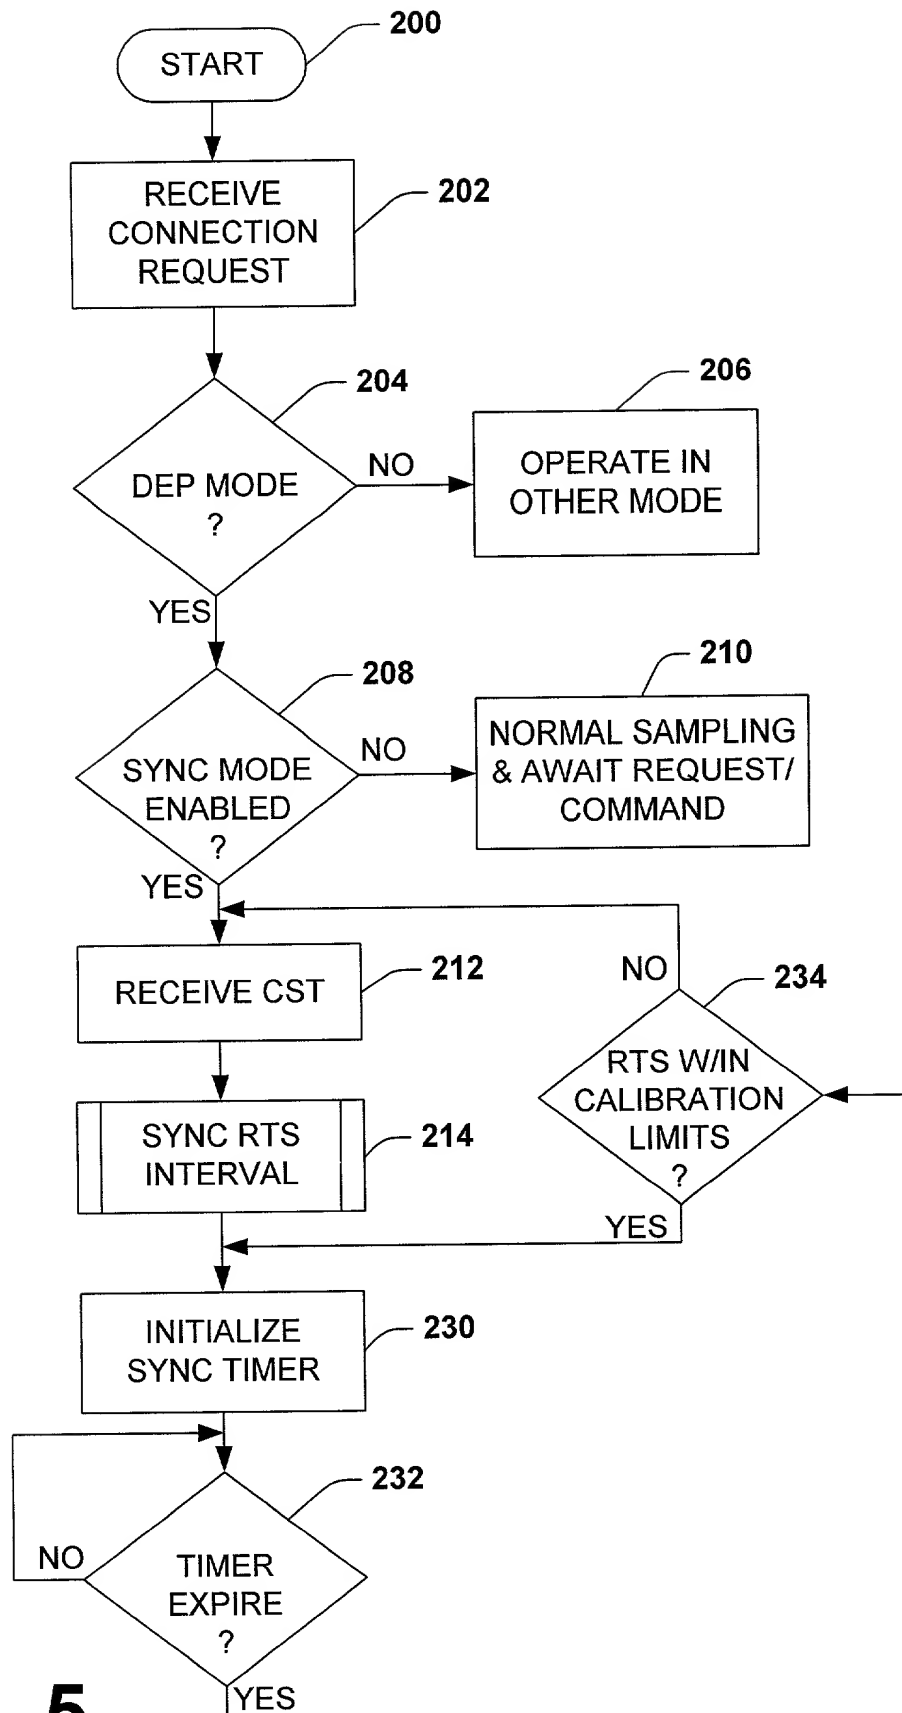 200
START
202
RECEIVE
CONNECTION
REQUEST
204
206
DEP MODE
?
NO
OPERATE IN
OTHER MODE
YES
208
210
SYNC MODE
ENABLED
?
NO
NORMAL SAMPLING
& AWAIT REQUEST/
COMMAND
YES
212
RECEIVE CST
NO
234
RTS W/IN
CALIBRATION
LIMITS
?
214
SYNC RTS
INTERVAL
YES
230
INITIALIZE
SYNC TIMER
232
NO
TIMER
EXPIRE
?
YES
5